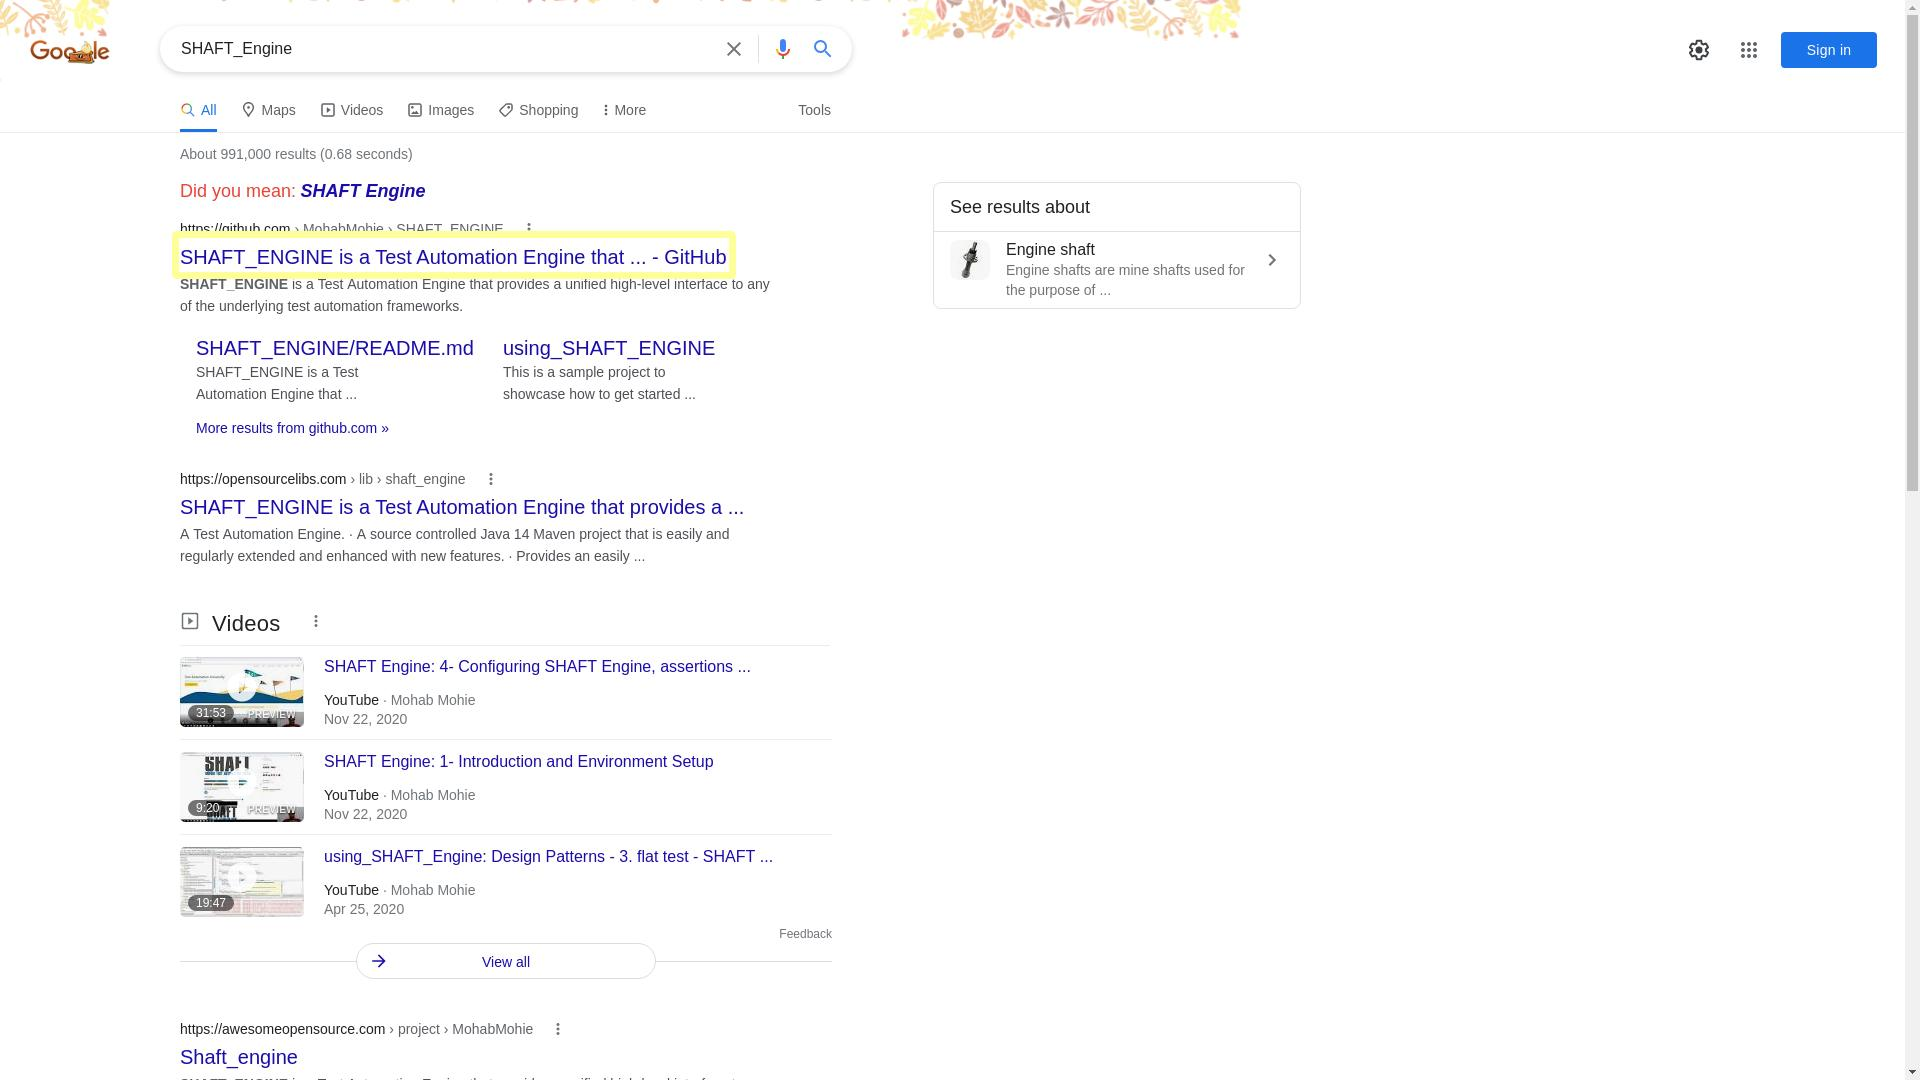 Google
SHAFT_Engine
Sign in
All
Maps
Videos
Images
Shopping
More
Tools
About 991,000 results (0.68 seconds)
Did you mean: SHAFT Engine
https://github.com › MohabMohie › SHAFT_ENGINE
SHAFT_ENGINE is a Test Automation Engine that ... - GitHub
SHAFT_ENGINE is a Test Automation Engine that provides a unified high-level interface to any
of the underlying test automation frameworks.
SHAFT_ENGINE/README.md
SHAFT_ENGINE is a Test
Automation Engine that ...
using_SHAFT_ENGINE
This is a sample project to
showcase how to get started ...
More results from github.com »
https://opensourcelibs.com › lib › shaft_engine
SHAFT_ENGINE is a Test Automation Engine that provides a ...
A Test Automation Engine. · A source controlled Java 14 Maven project that is easily and
regularly extended and enhanced with new features. · Provides an easily ...
Videos
31:53
PREVIEW
SHAFT Engine: 4- Configuring SHAFT Engine, assertions ...
YouTube · Mohab Mohie
Nov 22, 2020
SHAFT
9:20
PREVIEW
SHAFT Engine: 1- Introduction and Environment Setup
YouTube · Mohab Mohie
Nov 22, 2020
19:47
using_SHAFT_Engine: Design Patterns - 3. flat test - SHAFT ...
YouTube · Mohab Mohie
Apr 25, 2020
Feedback
View all
https://awesomeopensource.com › project › MohabMohie
Shaft_engine
See results about
Engine shaft
Engine shafts are mine shafts used for
the purpose of ...